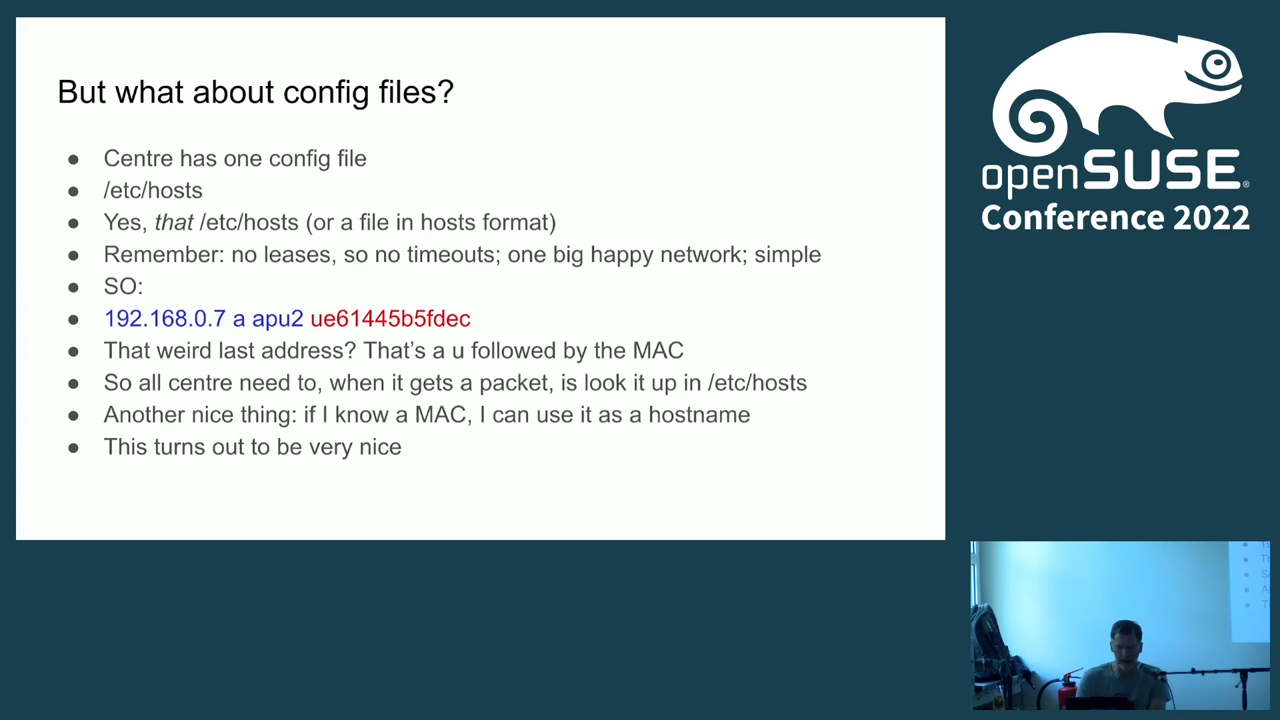 But what about config files?
● Centre has one config file
● /etc/hosts
● Yes, that /etc/hosts (or a file in hosts format)
● Remember: no leases, so no timeouts; one big happy network; simple
● SO:
● 192.168.0.7 a apu2 ue61445b5fdec
● That weird last address? That’s a u followed by the MAC
● So all centre need to, when it gets a packet, is look it up in /etc/hosts
● Another nice thing: if I know a MAC, I can use it as a hostname
● This turns out to be very nice
openSUSE®
Conference 2022